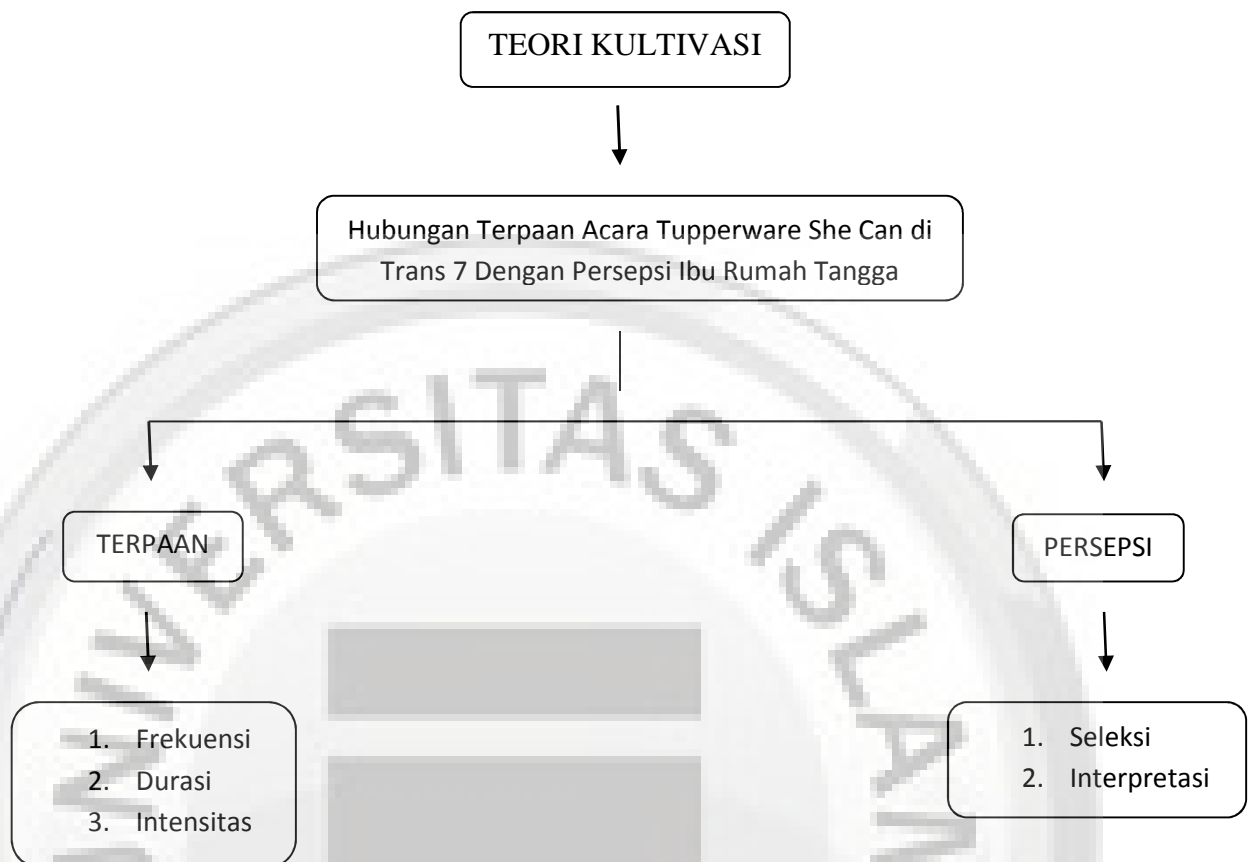 TEORI KULTIVASI
Hubungan Terpaan Acara Tupperware She Can di
Trans 7 Dengan Persepsi Ibu Rumah Tangga
TERPAAN
PERSEPSI
1. Frekuensi
2. Durasi
3. Intensitas
1. Seleksi
2. Interpretasi